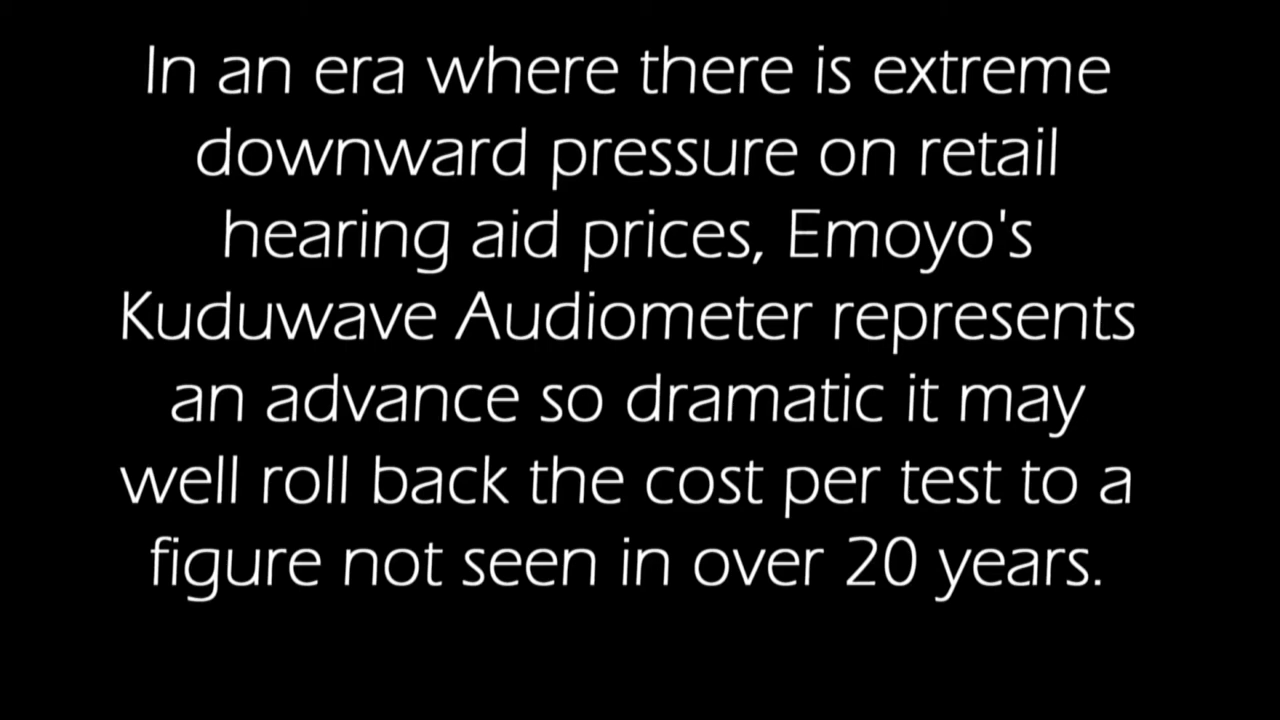 In an era where there is extreme
downward pressure on retail
hearing aid prices, Emoyo's
Kuduwave Audiometer represents
an advance so dramatic it may
well roll back the cost per test to a
figure not seen in over 20 years.